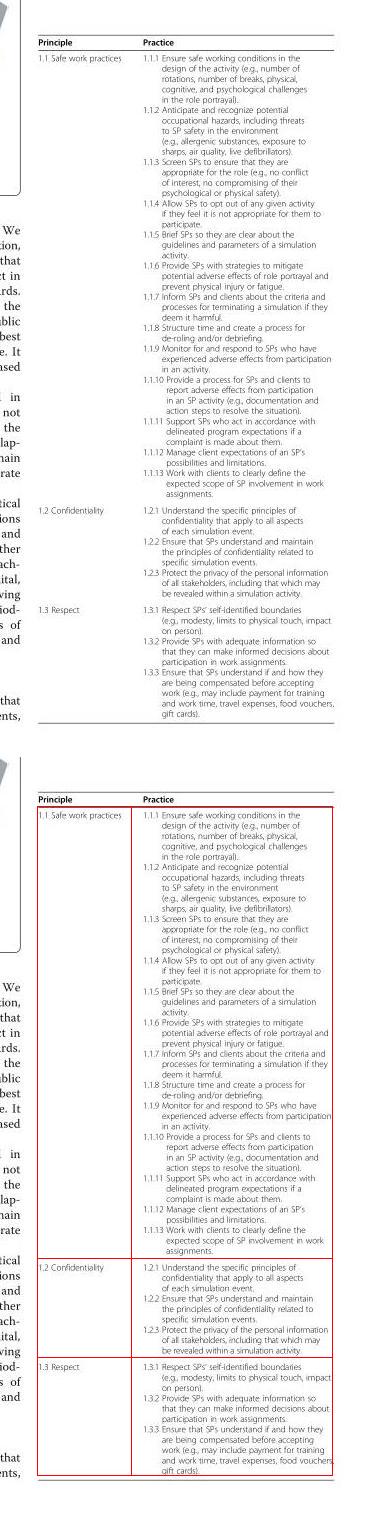 We
tion,
that
ct in
ards.
the
ublic
best
e. It
ased
in
not
the
lap-
main
rate
tical
ions
and
ther
ach-
ital,
ving
iod-
s of
and
that
ents,
Principle Practice
1.1 Safe work practices 1.1.1 Ensure safe working conditions in the
design of the activity (e.g., number of
rotations, number of breaks, physical,
cognitive, and psychological challenges
in the role portrayal).
1.1.2 Anticipate and recognize potential
occupational hazards, including threats
to SP safety in the environment
(e.g., allergenic substances, exposure to
sharps, air quality, live defibrillators).
1.1.3 Screen SPs to ensure that they are
appropriate for the role (e.g., no conflict
of interest, no compromising of their
psychological or physical safety).
1.1.4 Allow SPs to opt out of any given activity
if they feel it is not appropriate for them to
participate.
1.1.5 Brief SPs so they are clear about the
guidelines and parameters of a simulation
activity.
1.1.6 Provide SPs with strategies to mitigate
potential adverse effects of role portrayal and
prevent physical injury or fatigue.
1.1.7 Inform SPs and clients about the criteria and
processes for terminating a simulation if they
deem it harmful.
1.1.8 Structure time and create a process for
de-roling and/or debriefing.
1.1.9 Monitor for and respond to SPs who have
experienced adverse effects from participation
in an activity.
1.1.10 Provide a process for SPs and clients to
report adverse effects from participation
in an SP activity (e.g., documentation and
action steps to resolve the situation).
1.1.11 Support SPs who act in accordance with
delineated program expectations if a
complaint is made about them.
1.1.12 Manage client expectations of an SP's
possibilities and limitations.
1.1.13 Work with clients to clearly define the
expected scope of SP involvement in work
assignments.
1.2 Confidentiality 1.2.1 Understand the specific principles of
confidentiality that apply to all aspects
of each simulation event.
1.2.2 Ensure that SPs understand and maintain
the principles of confidentiality related to
specific simulation events.
1.2.3 Protect the privacy of the personal information
of all stakeholders, including that which may
be revealed within a simulation activity.
1.3 Respect 1.3.1 Respect SPs' self-identified boundaries
(e.g., modesty, limits to physical touch, impact
on person).
1.3.2 Provide SPs with adequate information so
that they can make informed decisions about
participation in work assignments.
1.3.3 Ensure SPs understand if and how they
are being compensated before accepting
work (e.g., may include payment for training
and work time, travel expenses, food vouchers,
gift cards).
We
tion,
that
ct in
ards.
the
ublic
best
e. It
ased
in
not
the
lap-
main
rate
tical
ions
and
ther
ach-
ital,
ving
iod-
s of
and
that
ents,
Principle Practice
1.1 Safe work practices 1.1.1 Ensure safe working conditions in the
design of the activity (e.g., number of
rotations, number of breaks, physical,
cognitive, and psychological challenges
in the role portrayal).
1.1.2 Anticipate and recognize potential
occupational hazards, including threats
to SP safety in the environment
(e.g., allergenic substances, exposure to
sharps, air quality, live defibrillators).
1.1.3 Screen SPs to ensure that they are
appropriate for the role (e.g., no conflict
of interest, no compromising of their
psychological or physical safety).
1.1.4 Allow SPs to opt out of any given activity
if they feel it is not appropriate for them to
participate.
1.1.5 Brief SPs so they are clear about the
guidelines and parameters of a simulation
activity.
1.1.6 Provide SPs with strategies to mitigate
potential adverse effects of role portrayal and
prevent physical injury or fatigue.
1.1.7 Inform SPs and clients about the criteria and
processes for terminating a simulation if they
deem it harmful.
1.1.8 Structure time and create a process for
de-roling and/or debriefing.
1.1.9 Monitor for and respond to SPs who have
experienced adverse effects from participation
in an activity.
1.1.10 Provide a process for SPs and clients to
report adverse effects from participation
in an SP activity (e.g., documentation and
action steps to resolve the situation).
1.1.11 Support SPs who act in accordance with
delineated program expectations if a
complaint is made about them.
1.1.12 Manage client expectations of an SP's
possibilities and limitations.
1.1.13 Work with clients to clearly define the
expected scope of SP involvement in work
assignments.
1.2 Confidentiality 1.2.1 Understand the specific principles of
confidentiality that apply to all aspects
of each simulation event.
1.2.2 Ensure that SPs understand and maintain
the principles of confidentiality related to
specific simulation events.
1.2.3 Protect the privacy of the personal information
of all stakeholders, including that which may
be revealed within a simulation activity.
1.3 Respect 1.3.1 Respect SPs' self-identified boundaries
(e.g., modesty, limits to physical touch, impact
on person).
1.3.2 Provide SPs with adequate information so
that they can make informed decisions about
participation in work assignments.
1.3.3 Ensure SPs understand if and how they
are being compensated before accepting
work (e.g., may include payment for training
and work time, travel expenses, food vouchers,
gift cards).